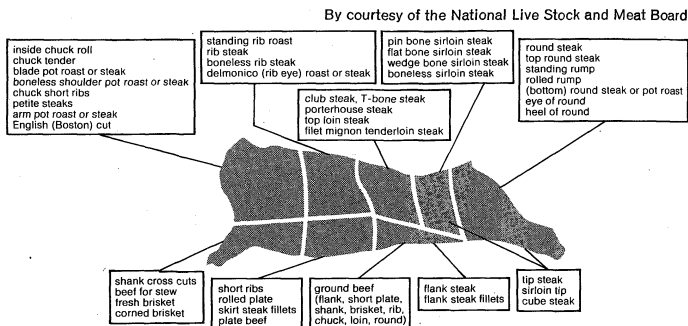 By courtesy of the National Live Stock and Meat Board
inside chuck roll
chuck tender
blade pot roast or steak
boneless shoulder pot roast or steak
chuck short ribs
petite steaks
arm pot roast or steak
English (Boston) cut
standing rib roast
rib steak
boneless rib steak
delmonico (rib eye) roast or steak
club steak, T-bone steak
porterhouse steak
top loin steak
filet mignon tenderloin steak
pin bone sirloin steak
flat bone sirloin steak
wedge bone sirloin steak
boneless sirloin steak
round steak
top round steak
standing rump
rolled rump
(bottom) round steak or pot roast
eye of round
heel of round
shank cross cuts
beef for stew
fresh brisket
corned brisket
short ribs
rolled plate
skirt steak fillets
plate beef
ground beef
(flank, short plate,
shank, brisket, rib,
chuck, loin, round)
flank steak
flank steak fillets
tip steak
sirloin tip
cube steak